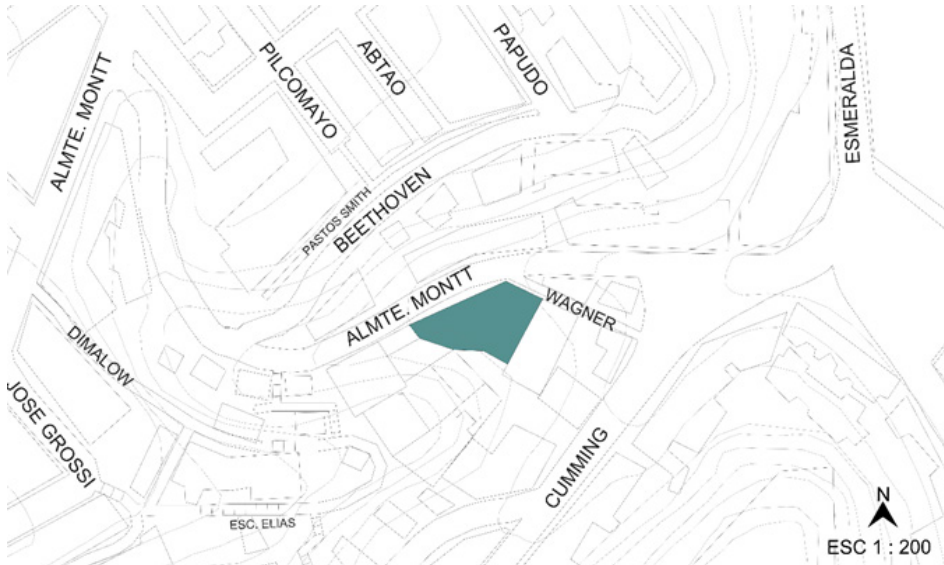 ALMTE. MONTT
PILCOMAYO
ABTAO
PAPUDO
ESMERALDA
PASTOS SMITH
BEETHOVEN
ALMTE. MONTT
WAGNER
DIMALOW
JOSE GROSSI
CUMMING
ESC. ELIAS
N
ESC 1 : 200